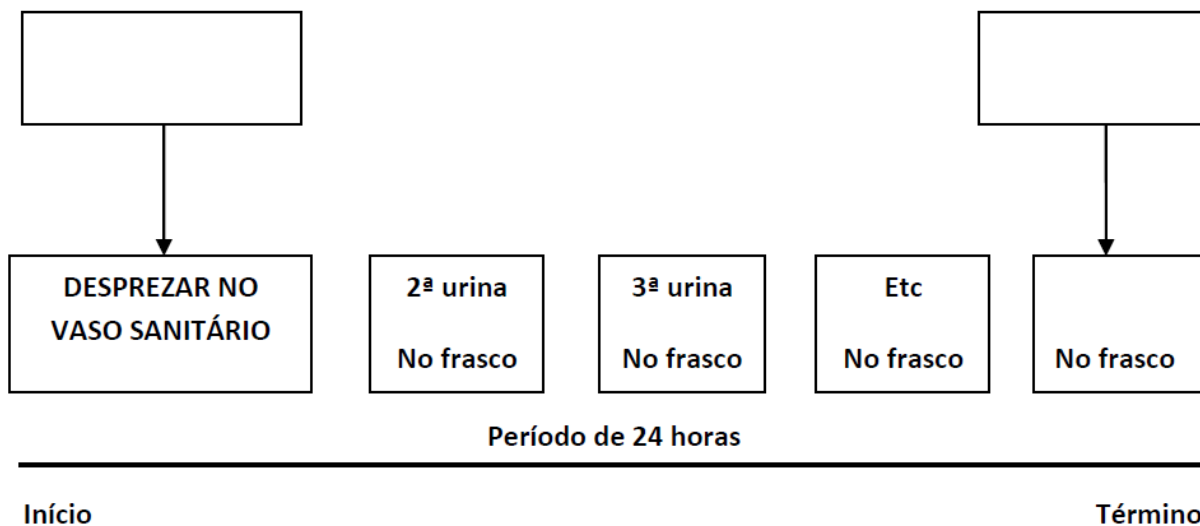 DESPREZAR NO
VASO SANITÁRIO
2ª urina
No frasco
3ª urina
No frasco
Etc
No frasco
No frasco
Período de 24 horas
Início
Término